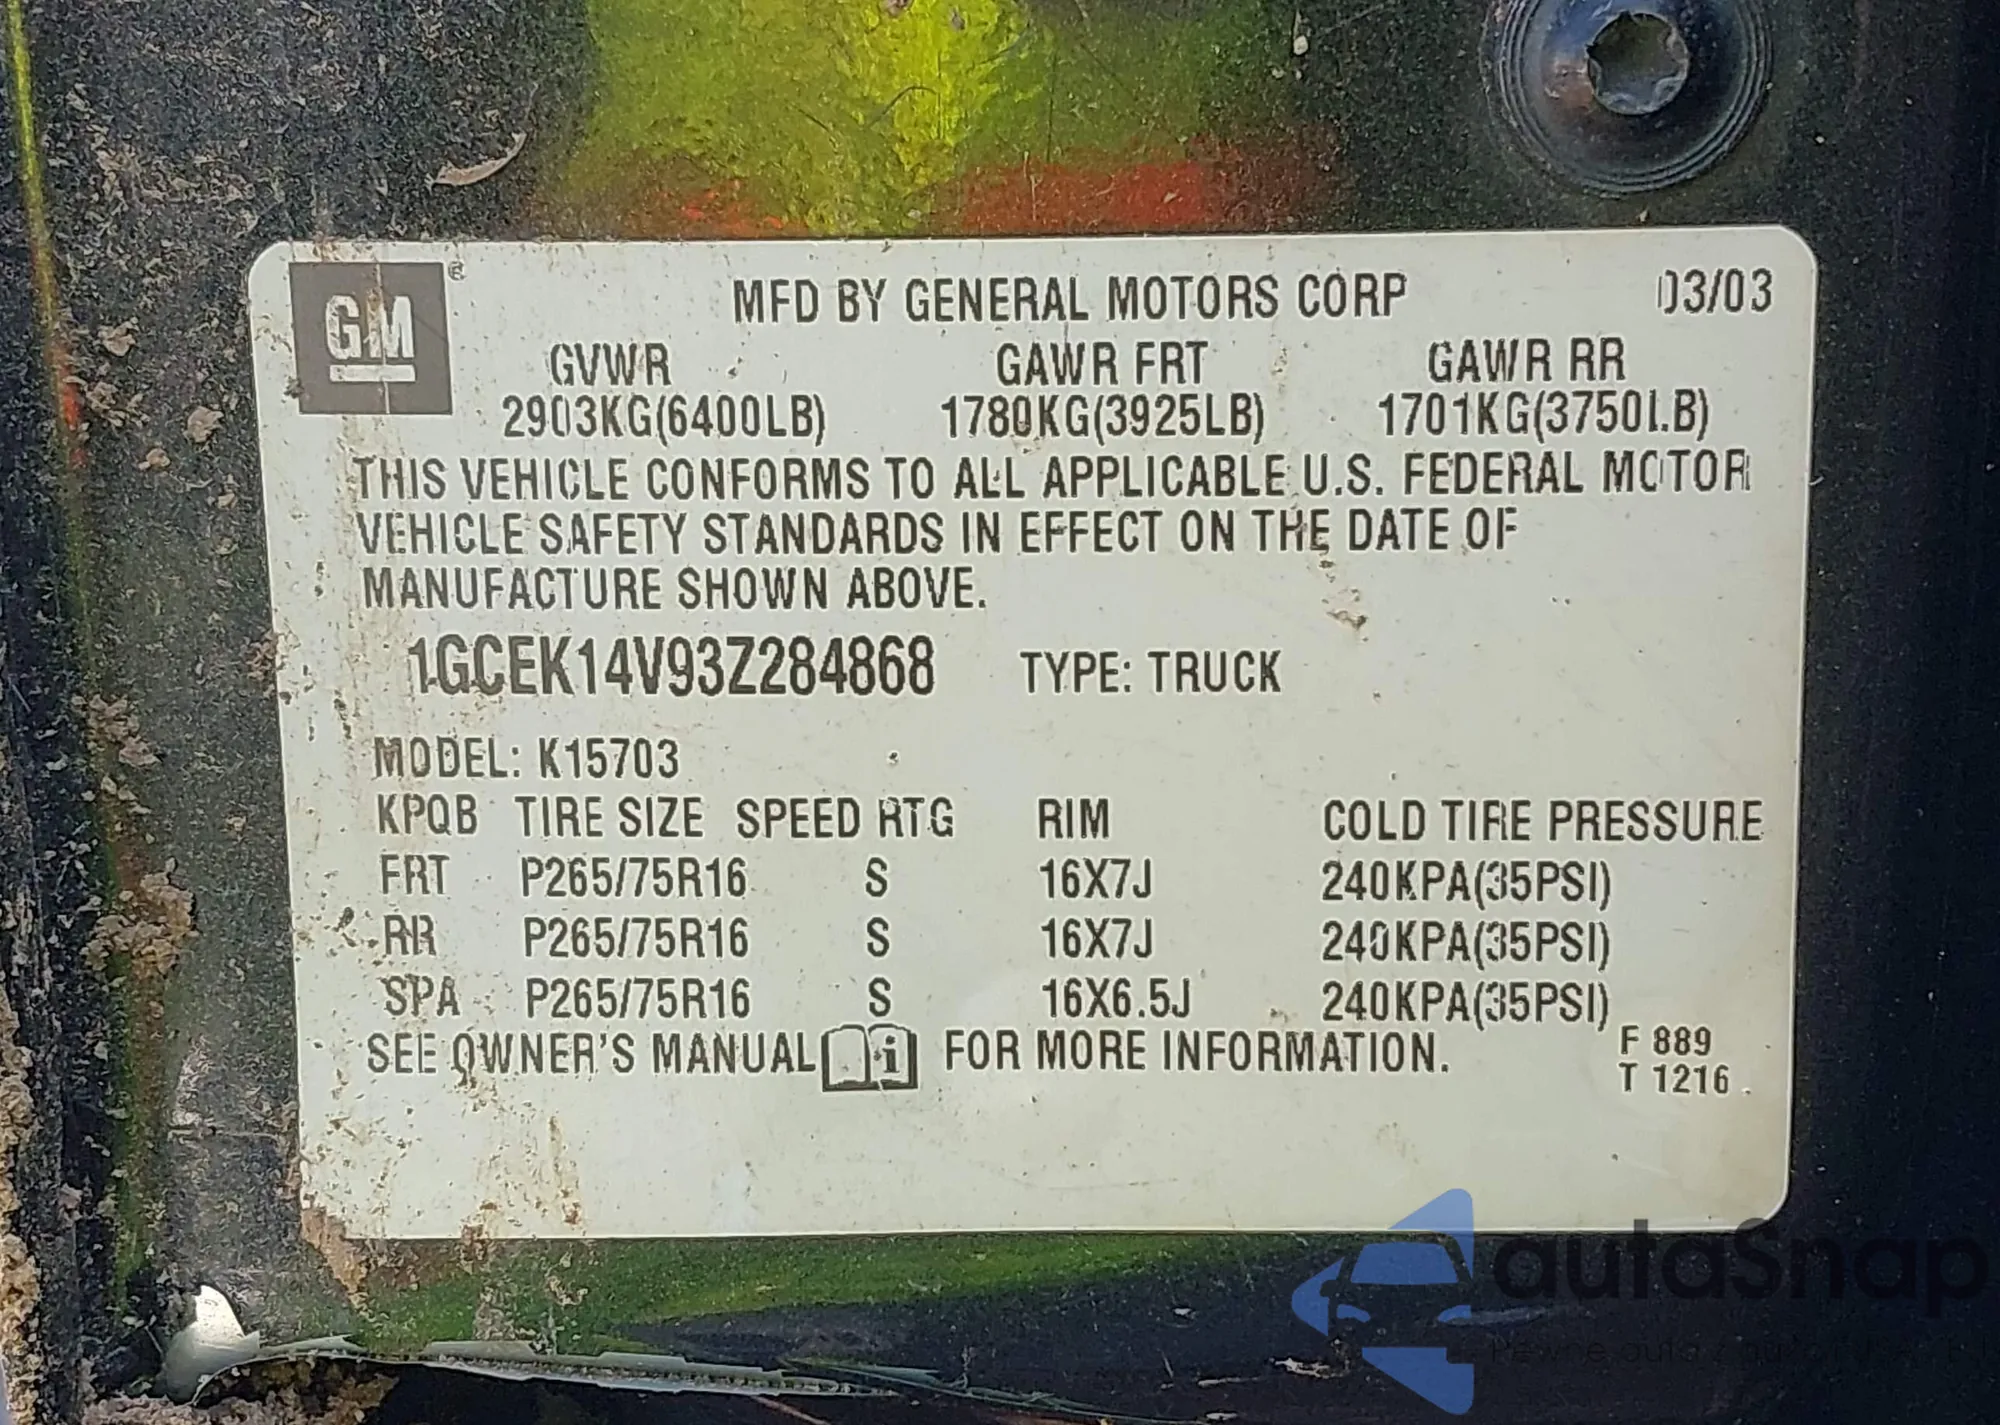 GM ®
MFD BY GENERAL MOTORS CORP 03/03
GVWR GAWR FRT GAWR RR
2903KG(6400LB) 1780KG(3925LB) 1701KG(3750LB)
THIS VEHICLE CONFORMS TO ALL APPLICABLE U.S. FEDERAL MOTOR
VEHICLE SAFETY STANDARDS IN EFFECT ON THE DATE OF
MANUFACTURE SHOWN ABOVE.
1GCEK14V93Z284868 TYPE: TRUCK
MODEL: K15703
KPQB TIRE SIZE SPEED RTG RIM COLD TIRE PRESSURE
FRT P265/75R16 S 16X7J 240KPA(35PSI)
RR P265/75R16 S 16X7J 240KPA(35PSI)
SPA P265/75R16 S 16X6.5J 240KPA(35PSI)
SEE OWNER'S MANUAL i FOR MORE INFORMATION.
F 889
T 1216
autaSnap